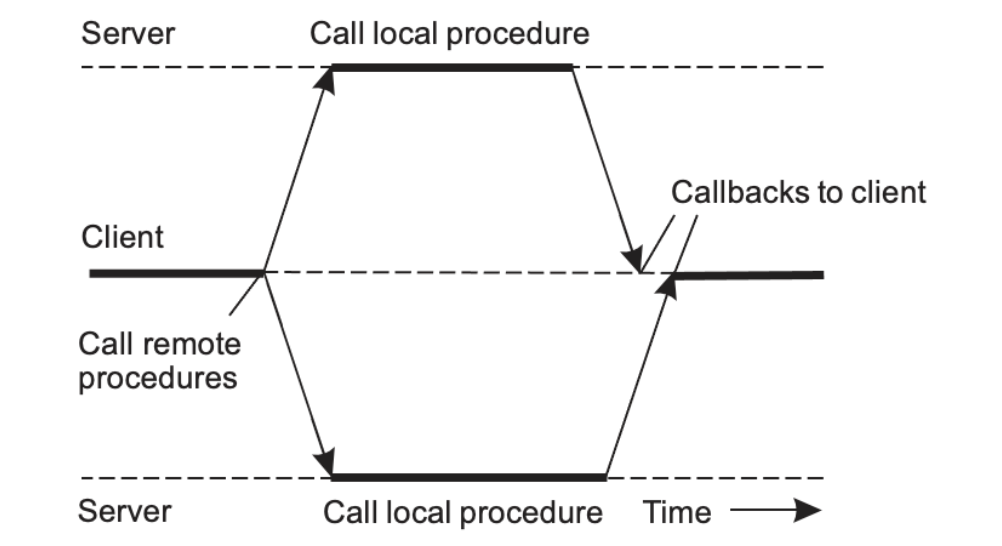 Server
Call local procedure
Callbacks to client
Client
Call remote
procedures
Server
Call local procedure
Time